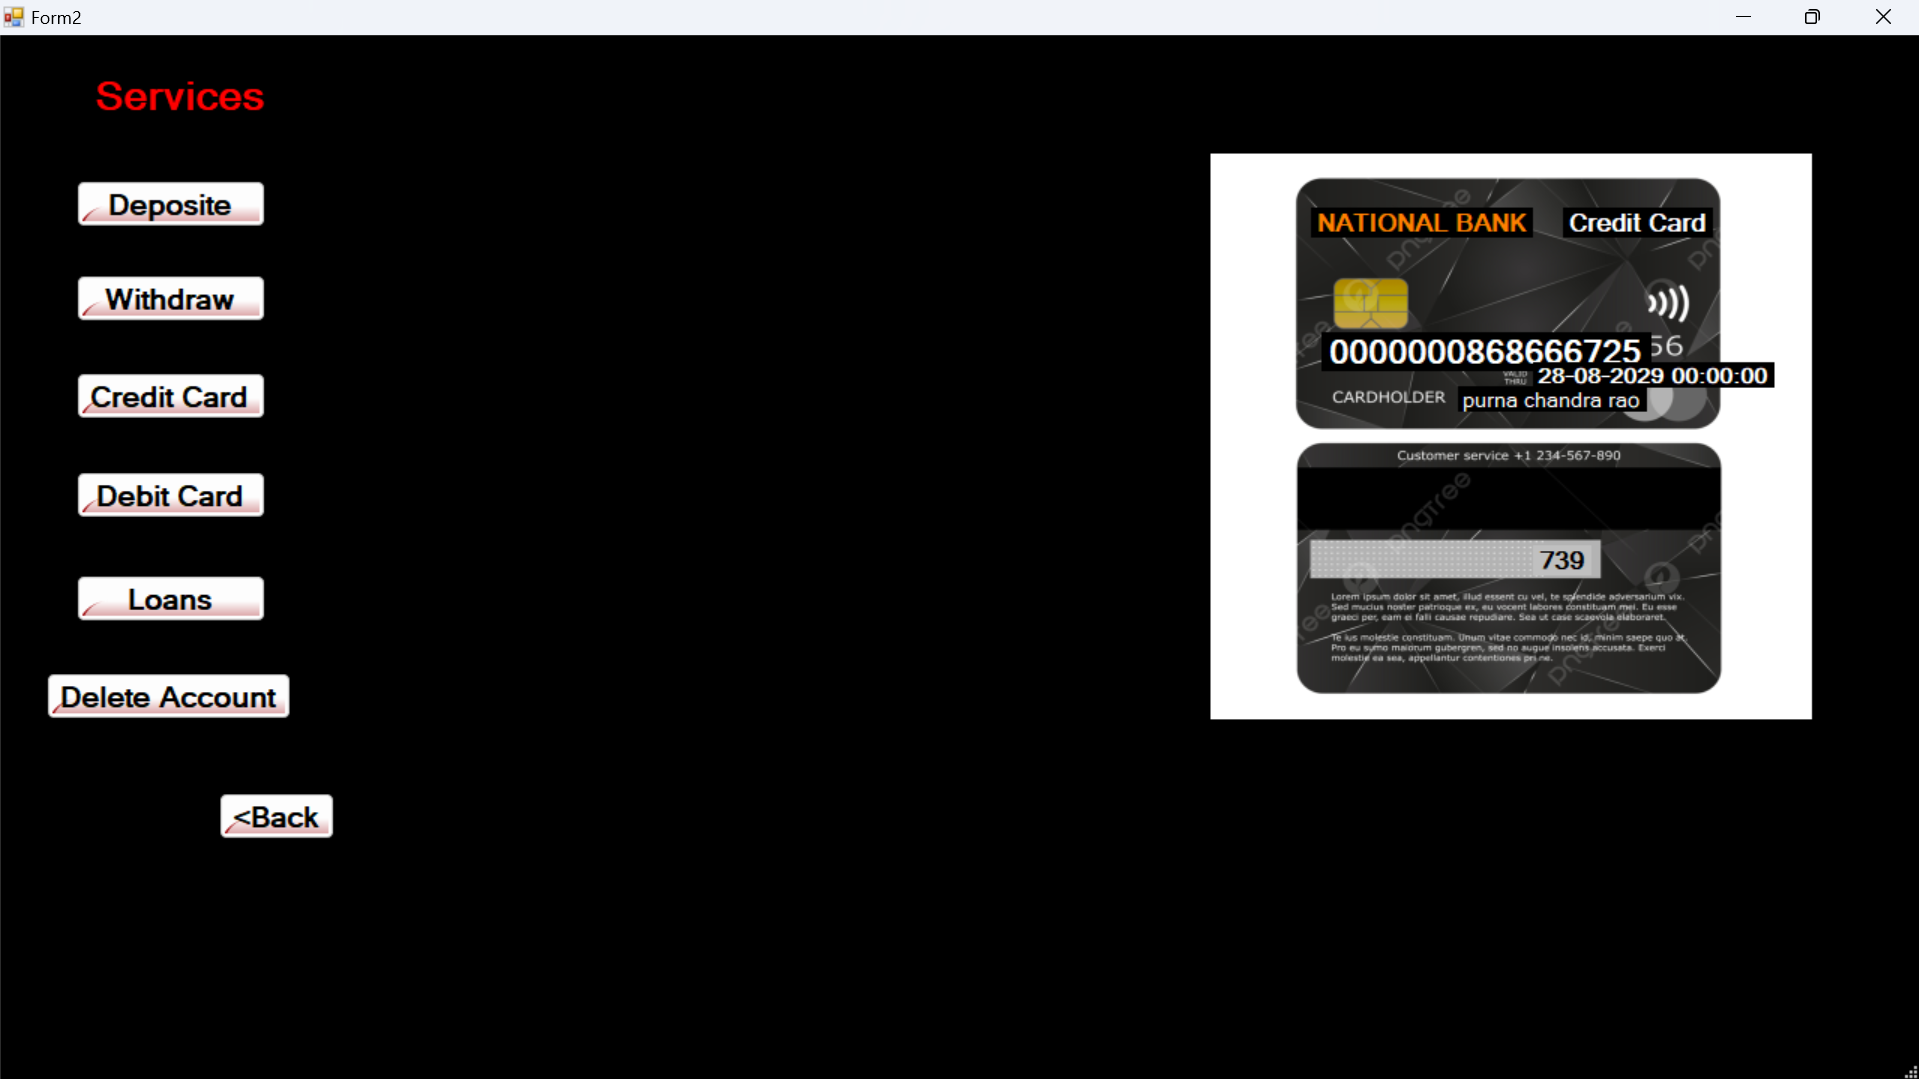 Form2
Services
Deposite
Withdraw
Credit Card
Debit Card
Loans
Delete Account
<Back
NATIONAL BANK Credit Card
0000000868666725 56
VALID
THRU 28-08-2029 00:00:00
CARDHOLDER purna chandra rao
Customer service +1 234-567-890
739
Lorem ipsum dolor sit amet, illud essent cu vel, te splendide adversarium vix.
Sed mucius noster patrioque ex, eu vocent labores constituam mei. Eu esse
graeci per, eam ei falli causae repudiare. Sea ut case scaevola elaboraret.
Te ius molestie constituam. Unum vitae commodo nec id, minim saepe quo at.
Pro eu sumo maiorum gubergren, sed no augue insolens accusata. Exerci
molestie ea sea, appellantur contentiones pri ne.
pngtree
pngtree